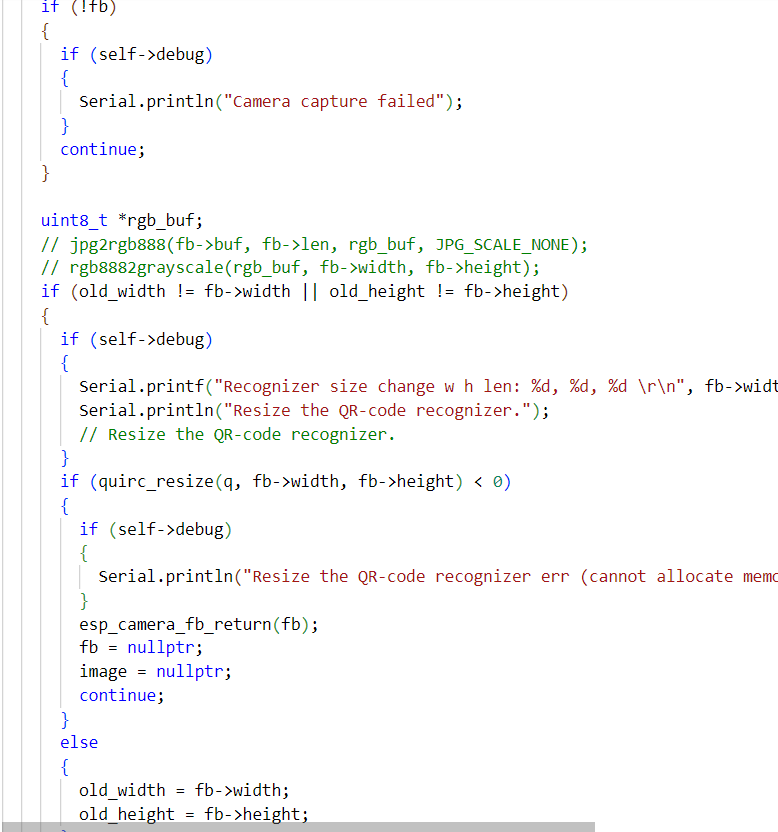 if (!fb)
{
if (self->debug)
{
Serial.println("Camera capture failed");
}
continue;
}
uint8_t *rgb_buf;
// jpg2rgb888(fb->buf, fb->len, rgb_buf, JPG_SCALE_NONE);
// rgb8882grayscale(rgb_buf, fb->width, fb->height);
if (old_width != fb->width || old_height != fb->height)
{
if (self->debug)
{
Serial.printf("Recognizer size change w h len: %d, %d, %d \r\n", fb->widt
Serial.println("Resize the QR-code recognizer.");
// Resize the QR-code recognizer.
}
if (quirc_resize(q, fb->width, fb->height) < 0)
{
if (self->debug)
{
Serial.println("Resize the QR-code recognizer err (cannot allocate memo
}
esp_camera_fb_return(fb);
fb = nullptr;
image = nullptr;
continue;
}
else
{
old_width = fb->width;
old_height = fb->height;
}